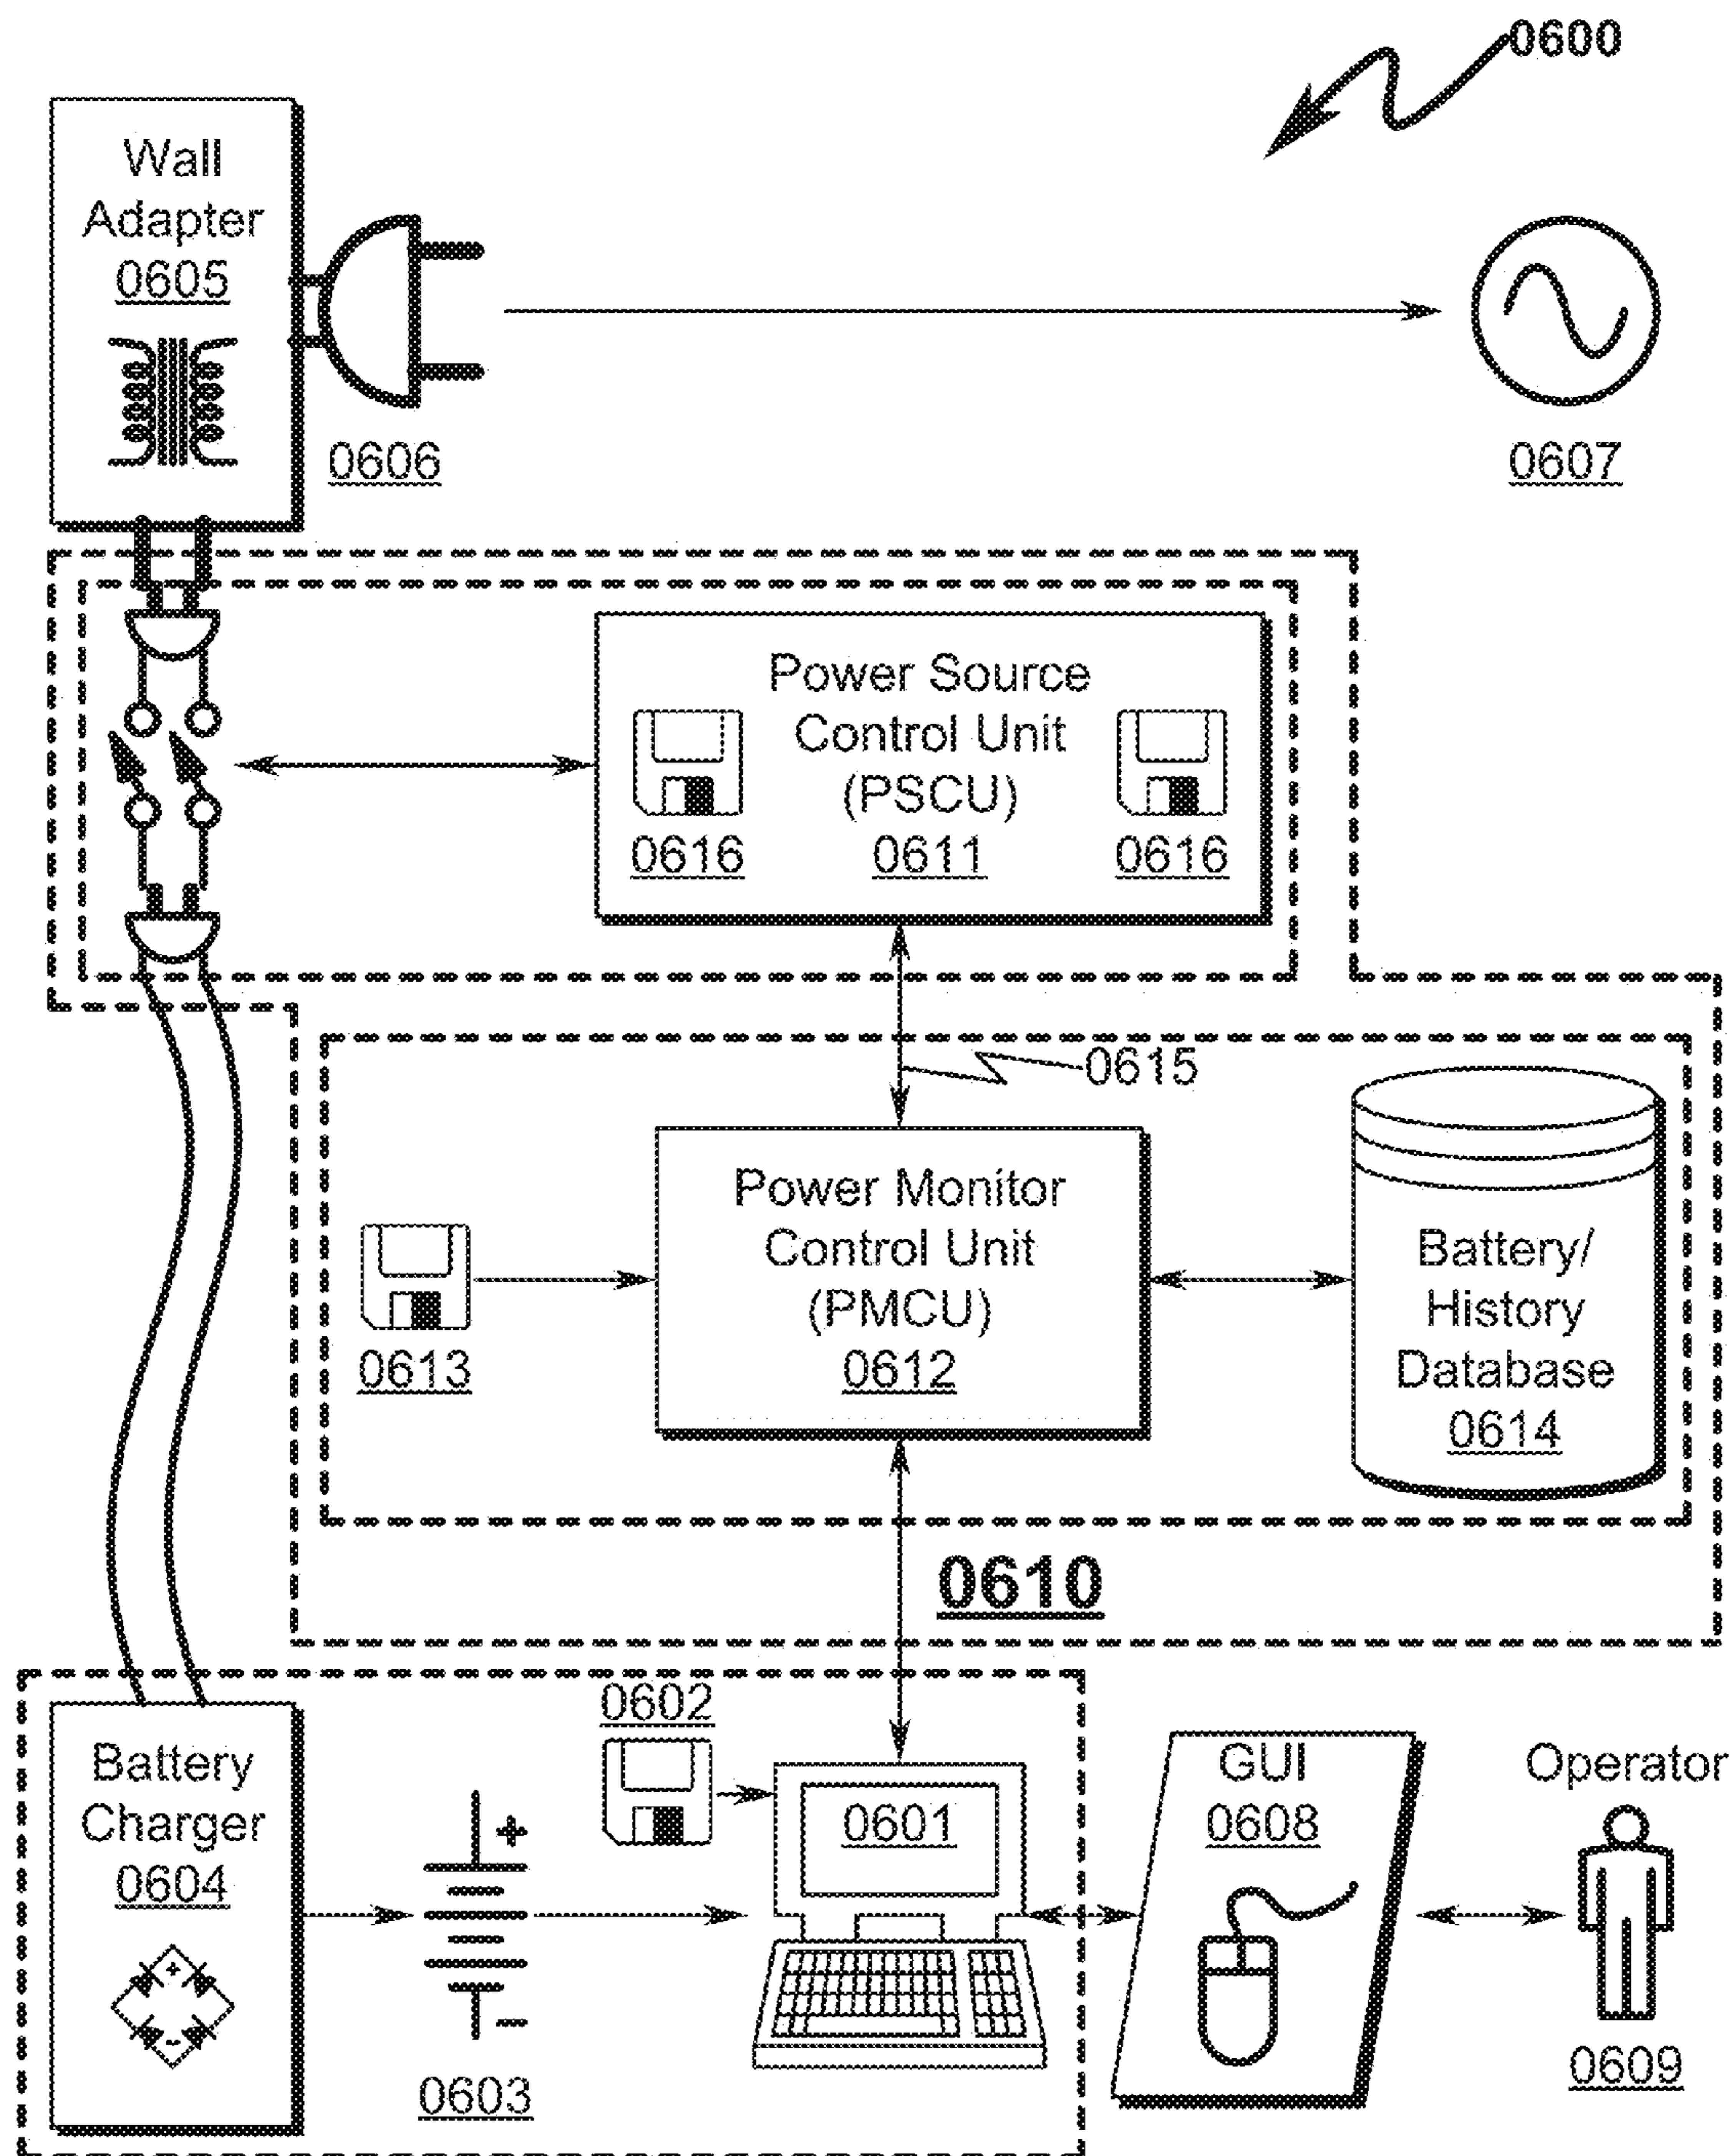 0600
Wall
Adapter
0605
0606
0607
Power Source
Control Unit
(PSCU)
0616
0611
0616
0615
Power Monitor
Control Unit
(PMCU)
0612
0613
Battery/
History
Database
0614
0610
0602
Battery
Charger
0604
+
-
+
-
0603
0601
GUI
0608
Operator
0609